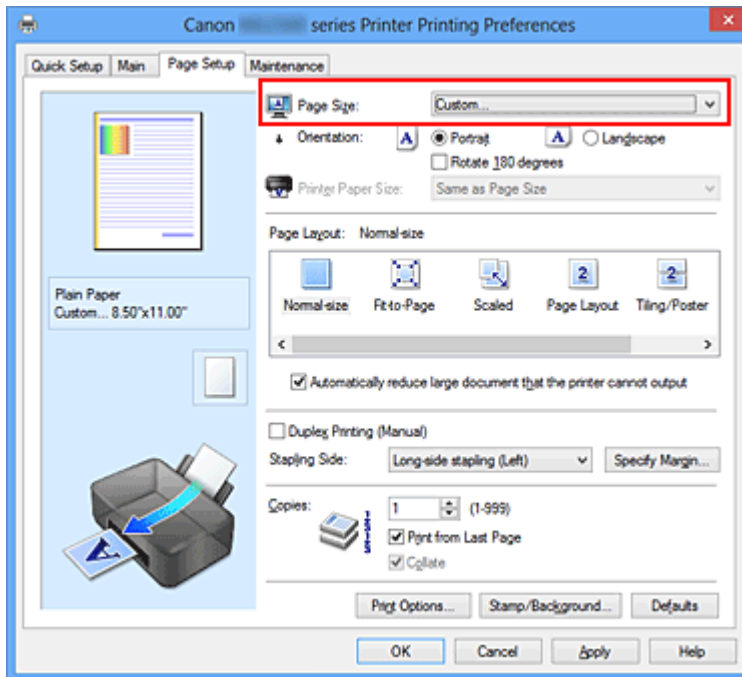 Canon series Printer Printing Preferences
Quick Setup Main Page Setup Maintenance
Page Size: Custom...
Orientation: A Portrait A Landscape
Rotate 180 degrees
Printer Paper Size: Same as Page Size
Page Layout: Normal-size
Normal-size Fit-to-Page Scaled Page Layout Tiling/Poster
Automatically reduce large document that the printer cannot output
Plain Paper
Custom... 8.50"x11.00"
Duplex Printing (Manual)
Stapling Side: Long-side stapling (Left) Specify Margin...
Copies: 1 (1-999)
Print from Last Page
Collate
Print Options... Stamp/Background... Defaults
OK Cancel Apply Help